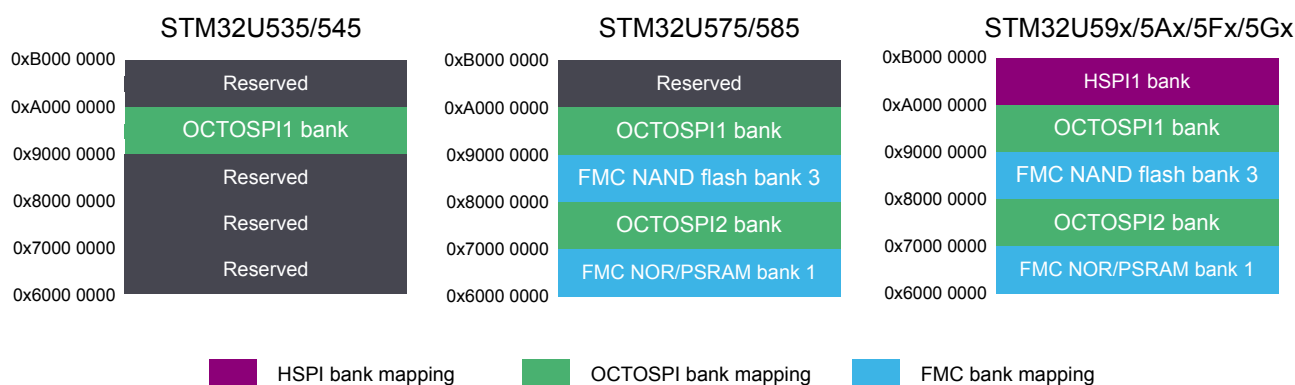 STM32U535/545
0xB000 0000
Reserved
0xA000 0000
OCTOSPI1 bank
0x9000 0000
Reserved
0x8000 0000
Reserved
0x7000 0000
Reserved
0x6000 0000
STM32U575/585
0xB000 0000
Reserved
0xA000 0000
OCTOSPI1 bank
0x9000 0000
FMC NAND flash bank 3
0x8000 0000
OCTOSPI2 bank
0x7000 0000
FMC NOR/PSRAM bank 1
0x6000 0000
STM32U59x/5Ax/5Fx/5Gx
0xB000 0000
HSPI1 bank
0xA000 0000
OCTOSPI1 bank
0x9000 0000
FMC NAND flash bank 3
0x8000 0000
OCTOSPI2 bank
0x7000 0000
FMC NOR/PSRAM bank 1
0x6000 0000
HSPI bank mapping
OCTOSPI bank mapping
FMC bank mapping